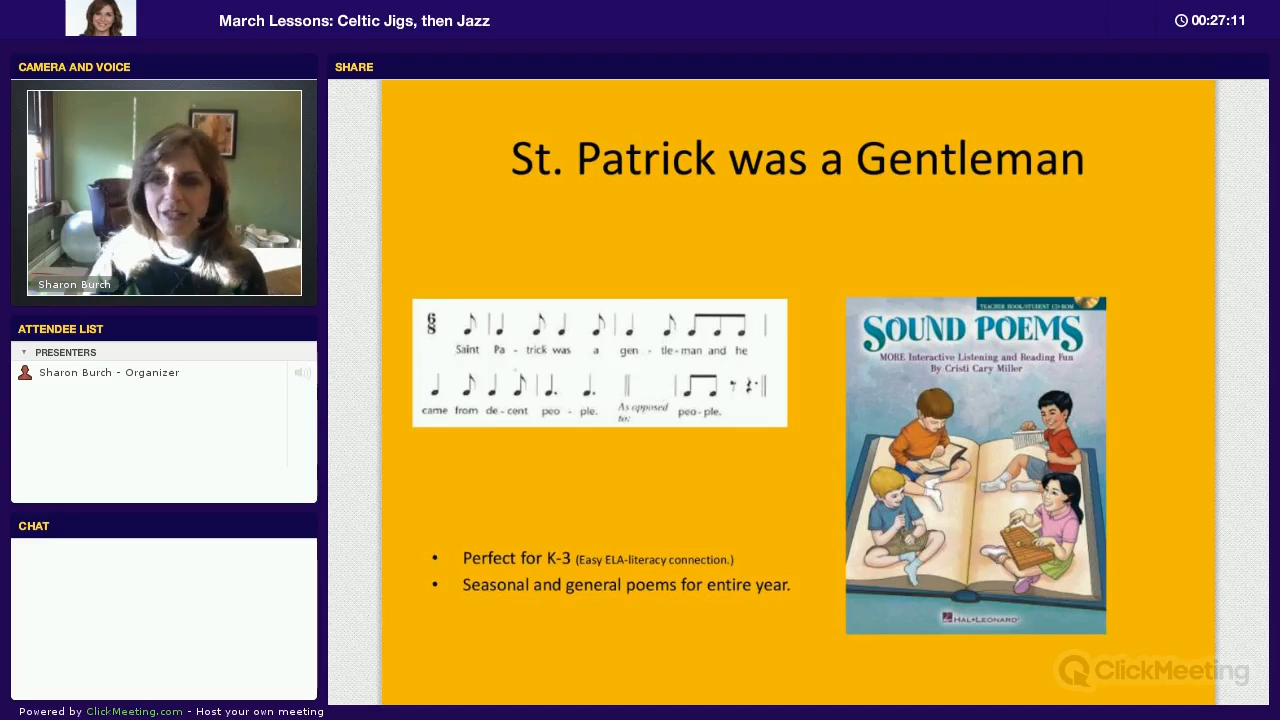 March Lessons: Celtic Jigs, then Jazz
00:27:11
CAMERA AND VOICE
Sharon Burch
ATTENDEE LIST
PRESENTERS
Sharon Burch - Organizer
CHAT
Powered by ClickMeeting.com - Host your own meeting
SHARE
St. Patrick was a Gentleman
6
8
Saint Pa - trick was a gen - tle - man and he
came from de - cent peo - ple. As opposed to: peo - ple.
Perfect for K-3 (Easy ELA-literacy connection.)
Seasonal and general poems for entire year.
TEACHER BOOK/STUDENT CD-ROM
SOUND POEMS
MORE Interactive Listening and Reading Fun
By Cristi Cary Miller
HAL•LEONARD
ClickMeeting